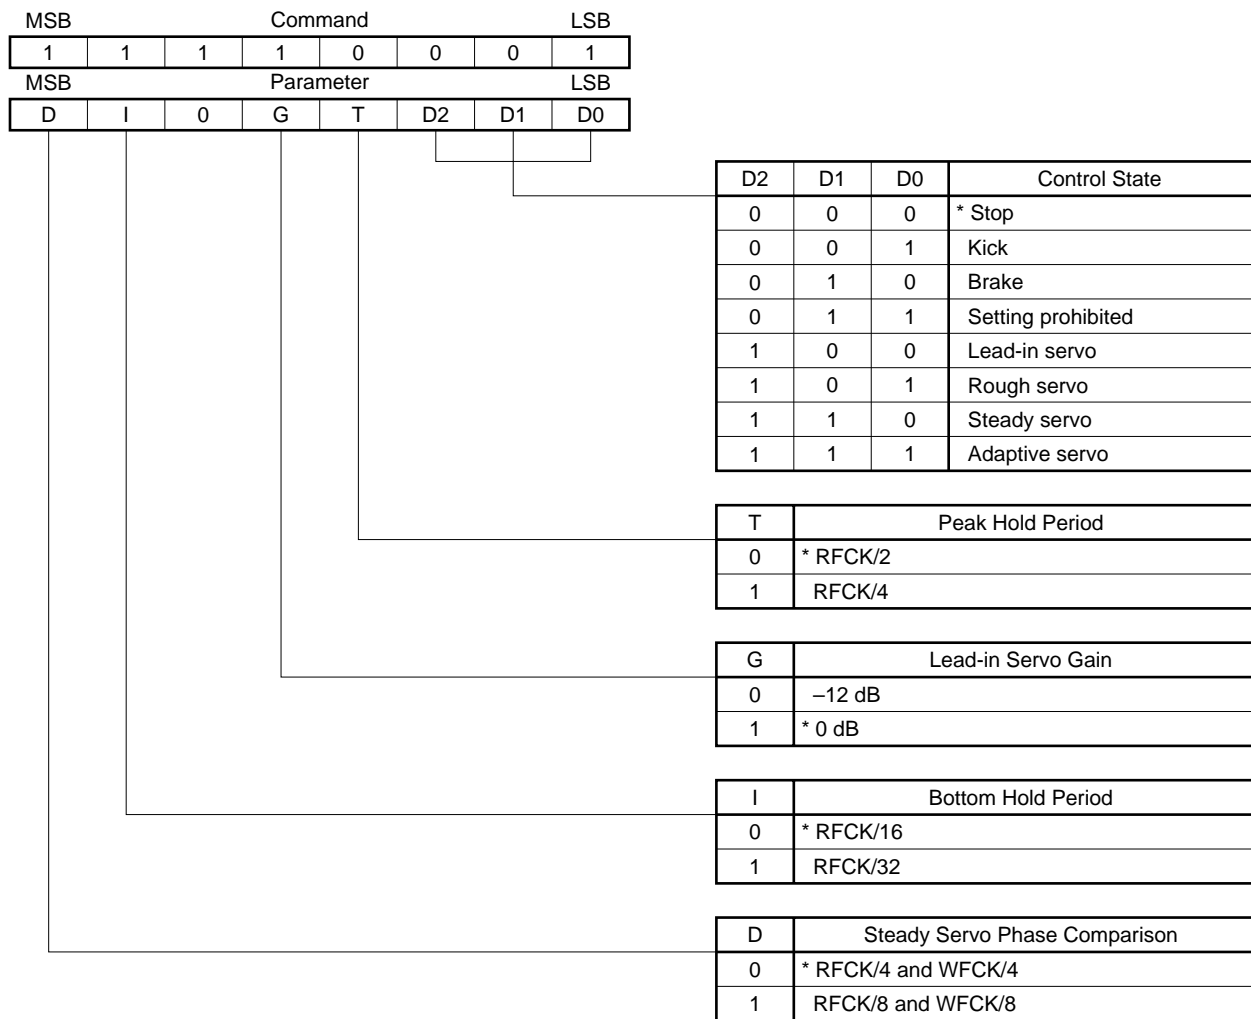 MSB Command LSB
1 1 1 1 0 0 0 1
MSB Parameter LSB
D I 0 G T D2 D1 D0
D2 D1 D0 Control State
0 0 0 * Stop
0 0 1 Kick
0 1 0 Brake
0 1 1 Setting prohibited
1 0 0 Lead-in servo
1 0 1 Rough servo
1 1 0 Steady servo
1 1 1 Adaptive servo
T Peak Hold Period
0 * RFCK/2
1 RFCK/4
G Lead-in Servo Gain
0 –12 dB
1 * 0 dB
I Bottom Hold Period
0 * RFCK/16
1 RFCK/32
D Steady Servo Phase Comparison
0 * RFCK/4 and WFCK/4
1 RFCK/8 and WFCK/8